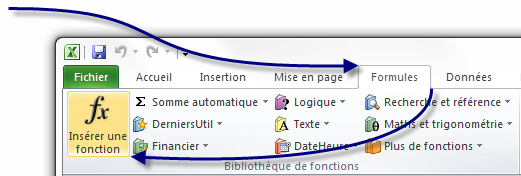 Fichier Accueil Insertion Mise en page Formules Données
fx
Insérer une
fonction
Σ Somme automatique
DerniersUtil
Financier
? Logique
A Texte
DateHeure
Recherche et référence
θ Maths et trigonométrie
Plus de fonctions
Bibliothèque de fonctions